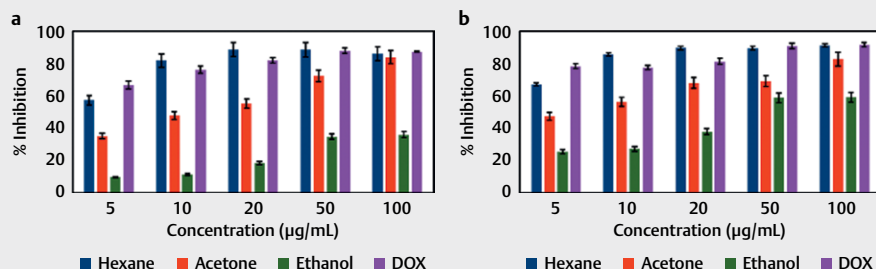 a
% Inhibition
100
80
60
40
20
0
5 10 20 50 100
Concentration (µg/mL)
Hexane Acetone Ethanol DOX
b
% Inhibition
100
80
60
40
20
0
5 10 20 50 100
Concentration (µg/mL)
Hexane Acetone Ethanol DOX